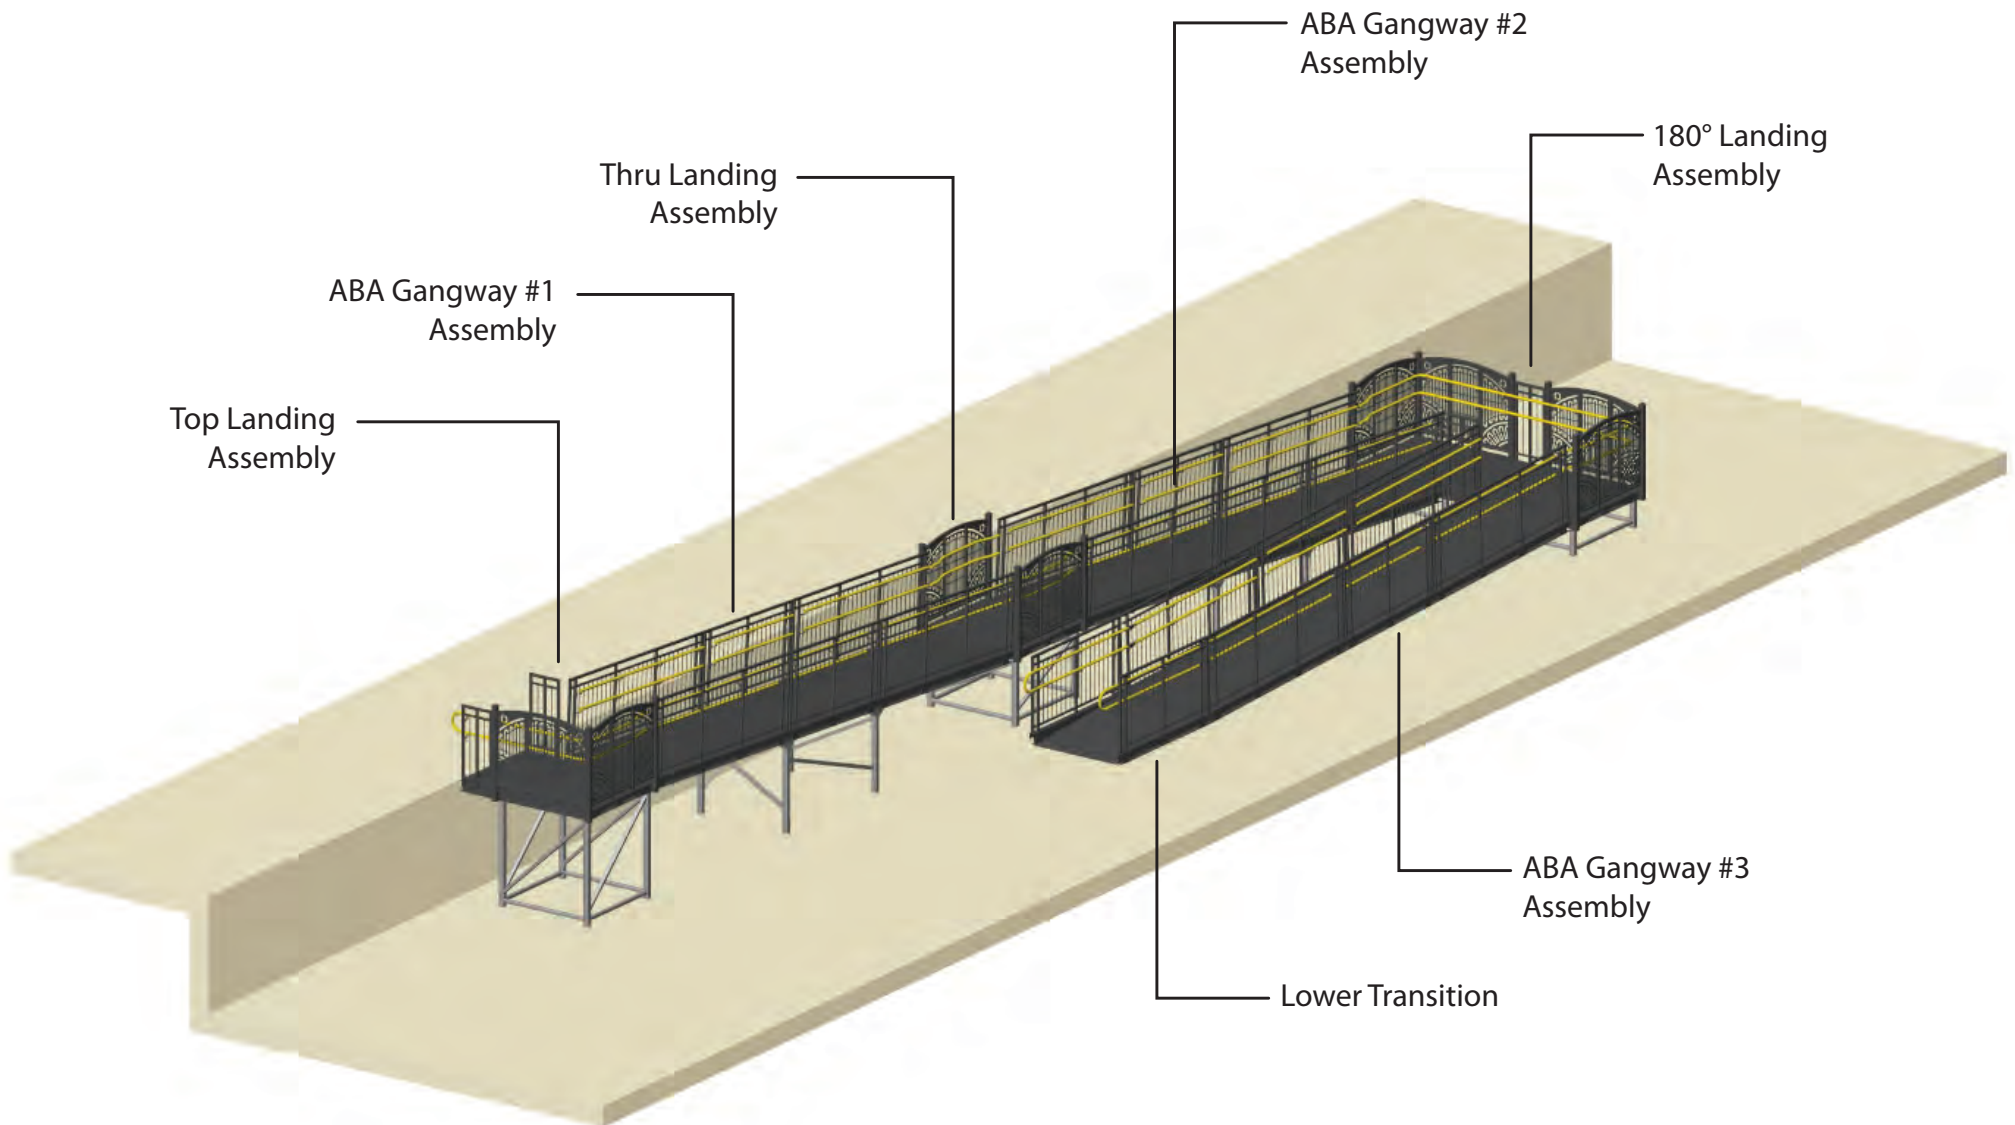 ABA Gangway #2
Assembly
180° Landing
Assembly
Thru Landing
Assembly
ABA Gangway #1
Assembly
Top Landing
Assembly
ABA Gangway #3
Assembly
Lower Transition